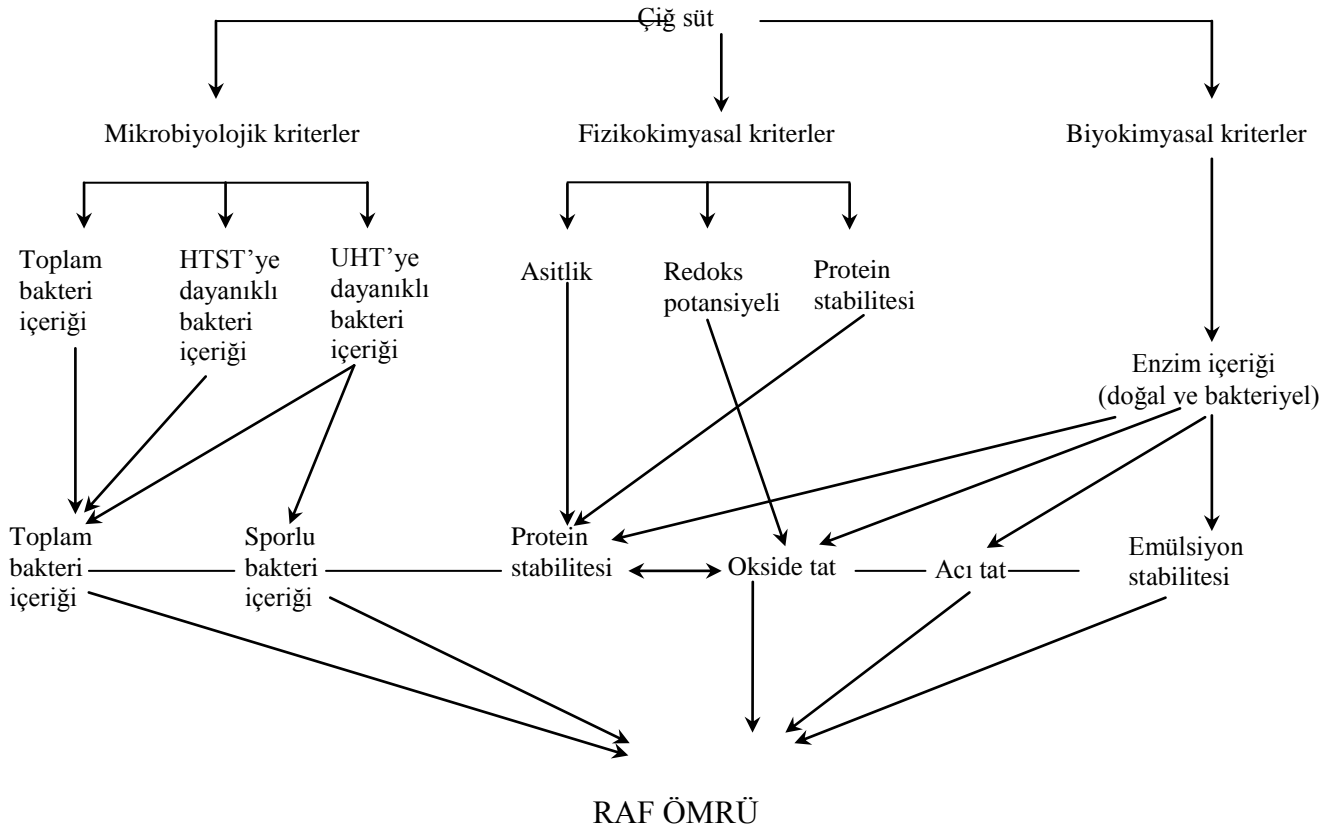 Çiğ süt
Mikrobiyolojik kriterler
Fizikokimyasal kriterler
Biyokimyasal kriterler
Toplam
bakteri
içeriği
HTST’ye
dayanıklı
bakteri
içeriği
UHT’ye
dayanıklı
bakteri
içeriği
Asitlik
Redoks
potansiyeli
Protein
stabilitesi
Enzim içeriği
(doğal ve bakteriyel)
Toplam
bakteri
içeriği
Sporlu
bakteri
içeriği
Protein
stabilitesi
Okside tat
Acı tat
Emülsiyon
stabilitesi
RAF ÖMRÜ